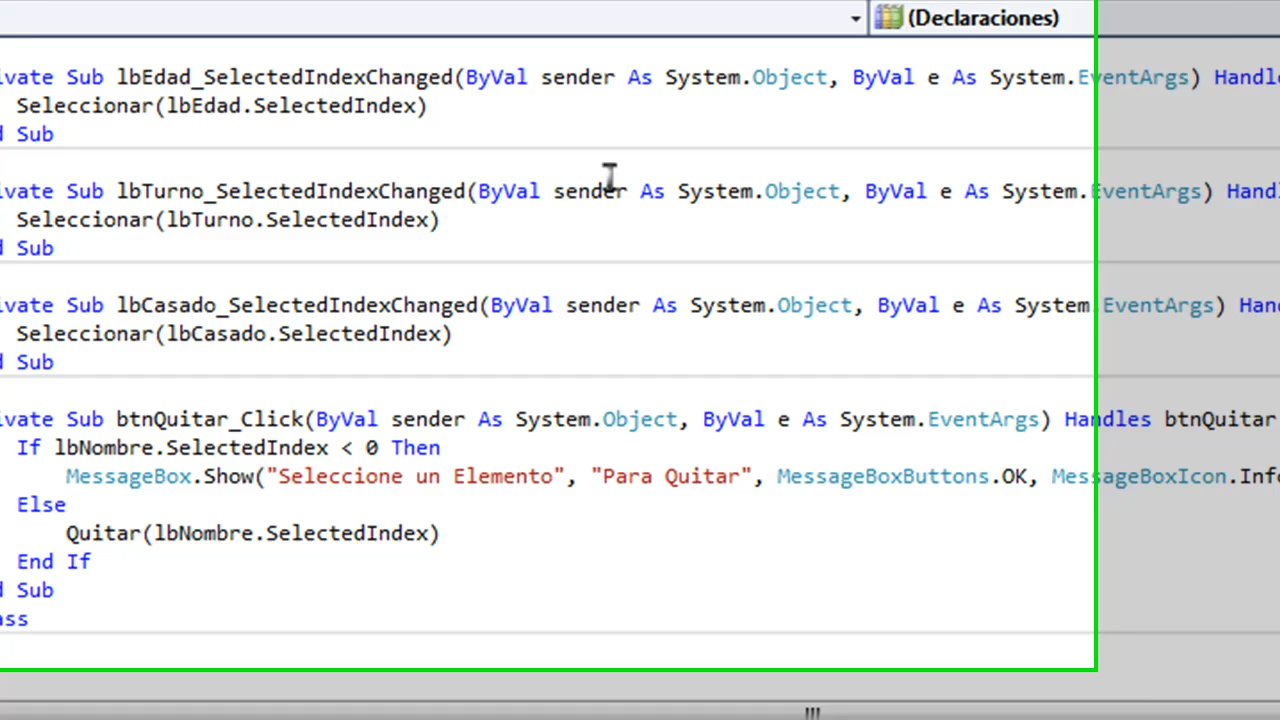 (Declaraciones)
ivate Sub lbEdad_SelectedIndexChanged(ByVal sender As System.Object, ByVal e As System.EventArgs) Handle
Seleccionar(lbEdad.SelectedIndex)
d Sub
ivate Sub lbTurno_SelectedIndexChanged(ByVal sender As System.Object, ByVal e As System.EventArgs) Handl
Seleccionar(lbTurno.SelectedIndex)
d Sub
ivate Sub lbCasado_SelectedIndexChanged(ByVal sender As System.Object, ByVal e As System.EventArgs) Hand
Seleccionar(lbCasado.SelectedIndex)
d Sub
ivate Sub btnQuitar_Click(ByVal sender As System.Object, ByVal e As System.EventArgs) Handles btnQuitar
If lbNombre.SelectedIndex < 0 Then
MessageBox.Show("Seleccione un Elemento", "Para Quitar", MessageBoxButtons.OK, MessageBoxIcon.Info
Else
Quitar(lbNombre.SelectedIndex)
End If
d Sub
ass